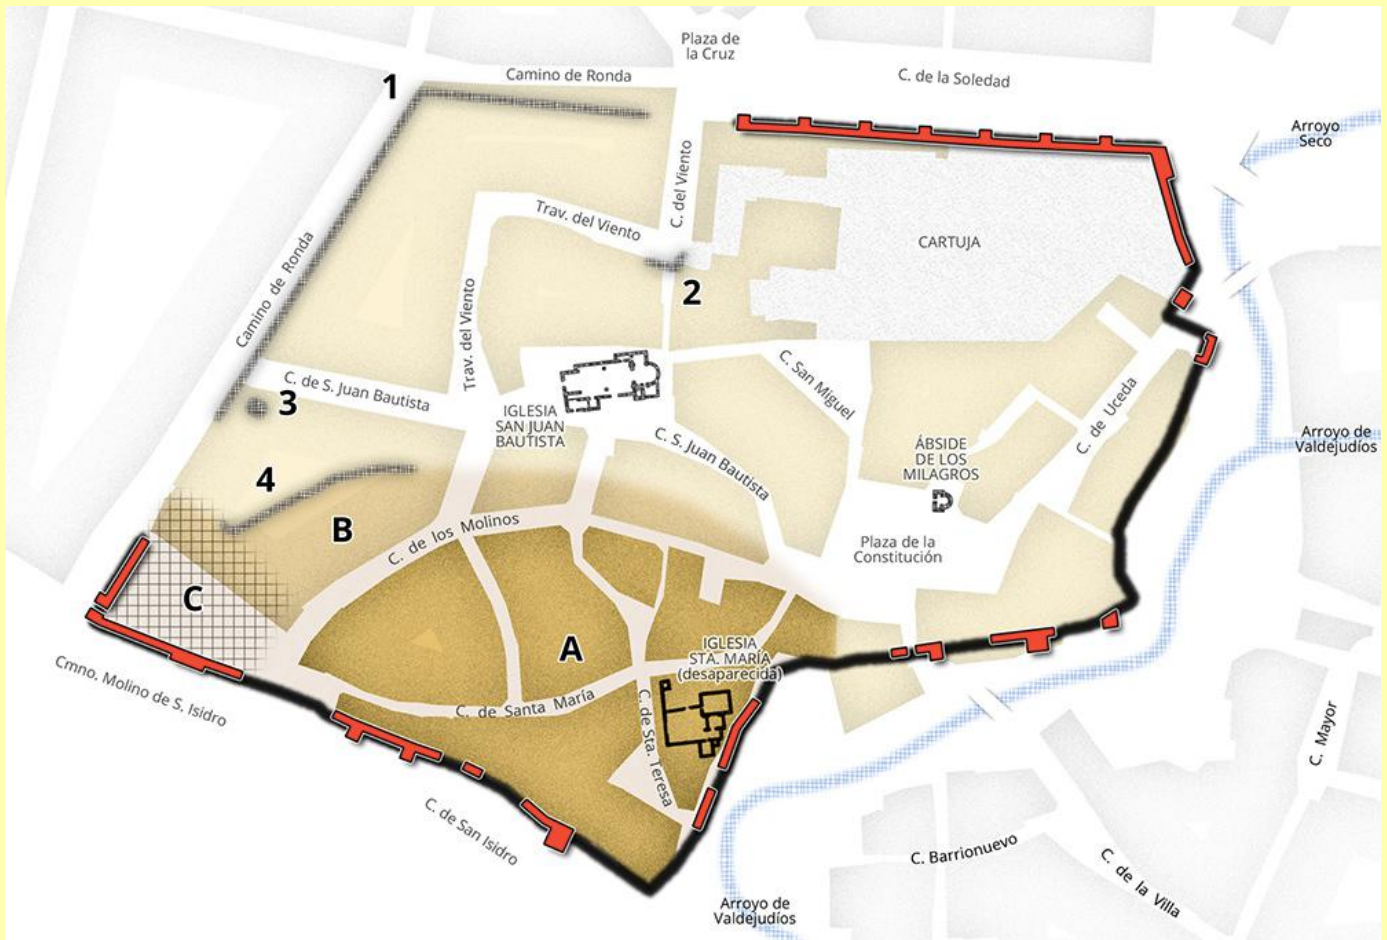 Plaza de
la Cruz
Camino de Ronda
C. de la Soledad
1
Arroyo
Seco
C. del Viento
Trav. del Viento
CARTUJA
Camino de Ronda
2
Trav. del Viento
C. de S. Juan Bautista
3
C. San Miguel
C. de Uceda
IGLESIA
SAN JUAN
BAUTISTA
C. S. Juan Bautista
ÁBSIDE
DE LOS
MILAGROS
Arroyo de
Valdejudíos
4
B
C. de los Molinos
Plaza de la
Constitución
C
A
IGLESIA
STA. MARÍA
(desaparecida)
Cmno. Molino de S. Isidro
C. de Santa María
C. de Sta. Teresa
C. Mayor
C. de San Isidro
C. Barrionuevo
C. de la Villa
Arroyo de
Valdejudíos